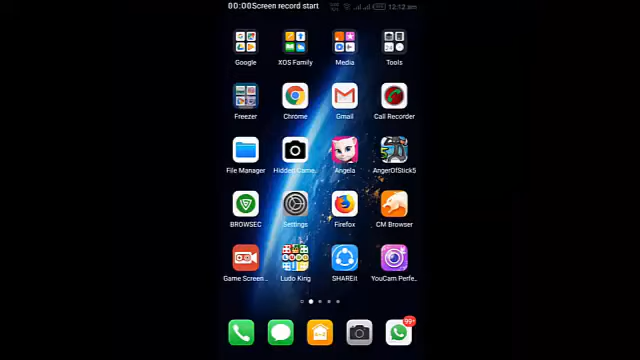 00:00Screen record start 12:12 am
Google XOS Family Media Tools
Freezer Chrome Gmail Call Recorder
File Manager Hidden Came.. Angela AngerOfStick5
BROWSEC Settings Firefox CM Browser
Game Screen.. Ludo King SHAREit YouCam Perfe..
99+